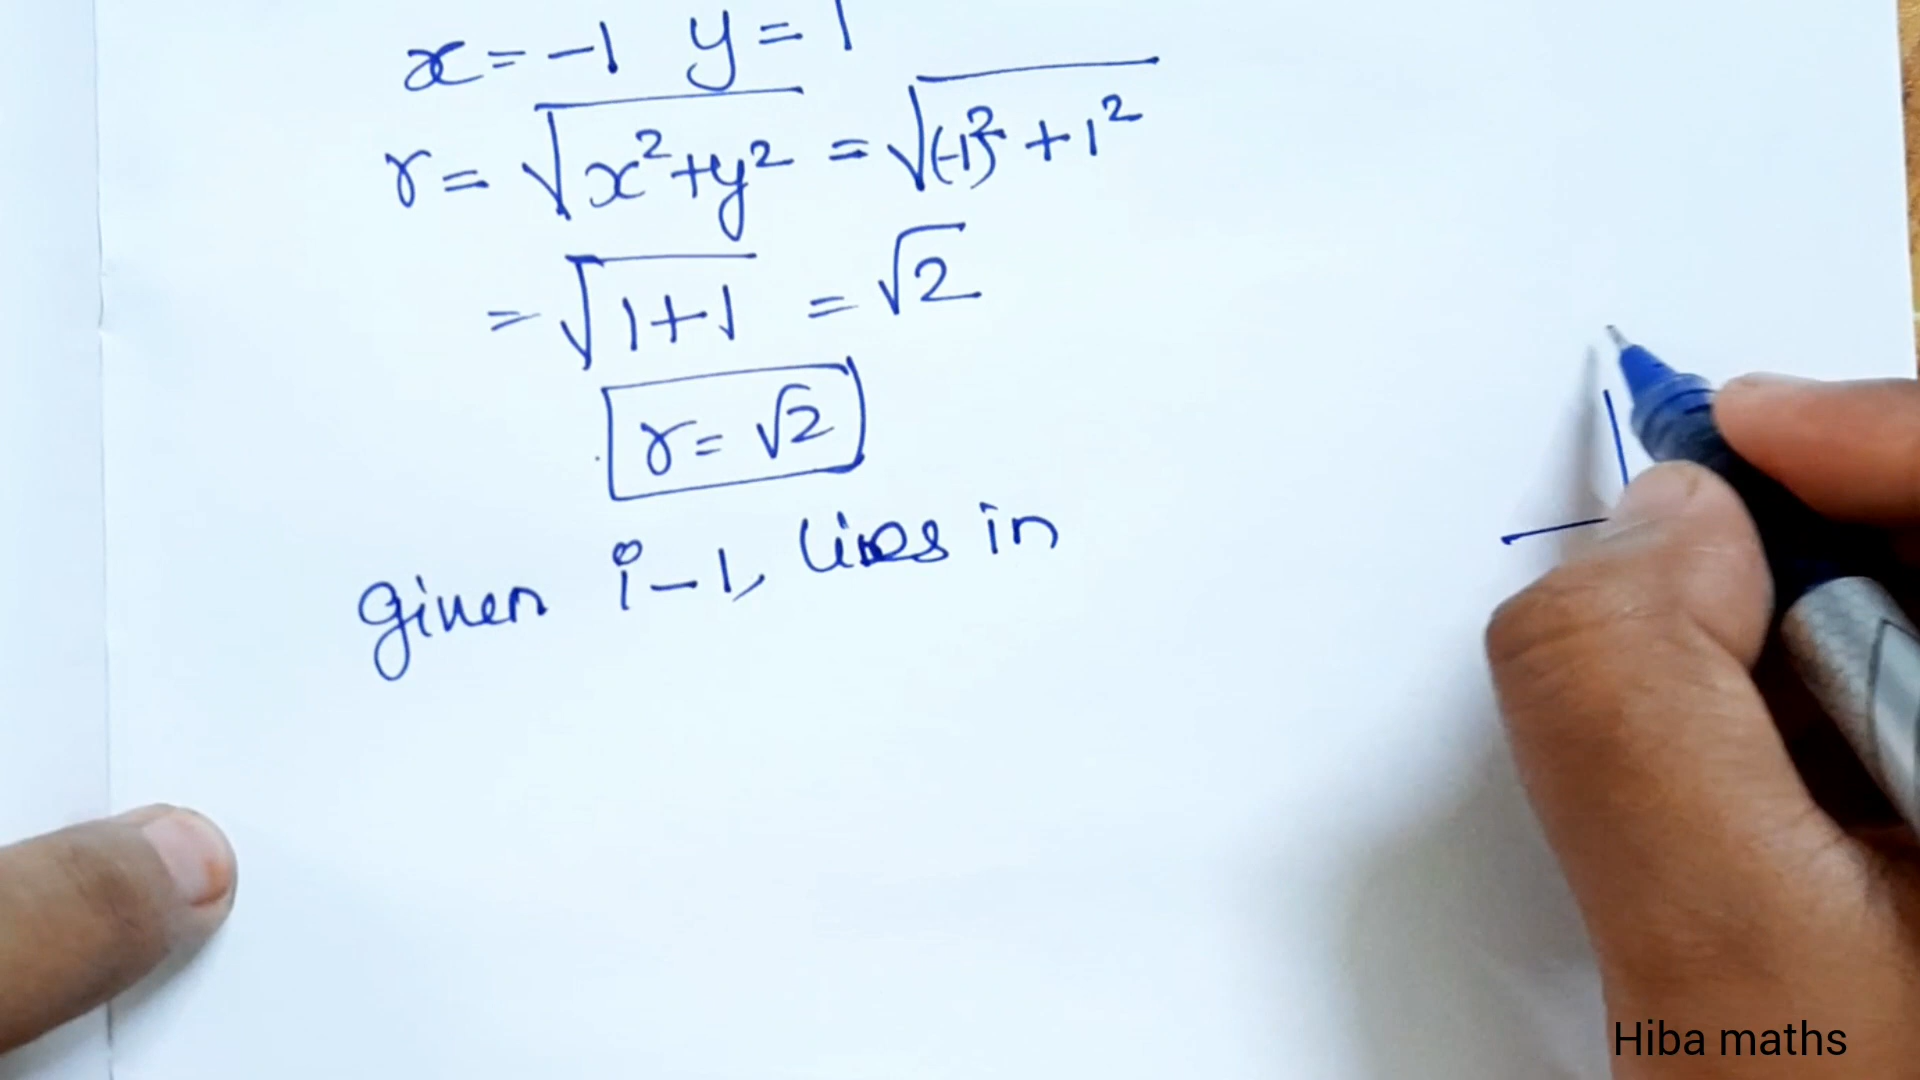 x = -1 y = 1
r = √x²+y² = √(-1)² + 1²
= √1+1 = √2
r = √2
given i-1, lies in
Hiba maths